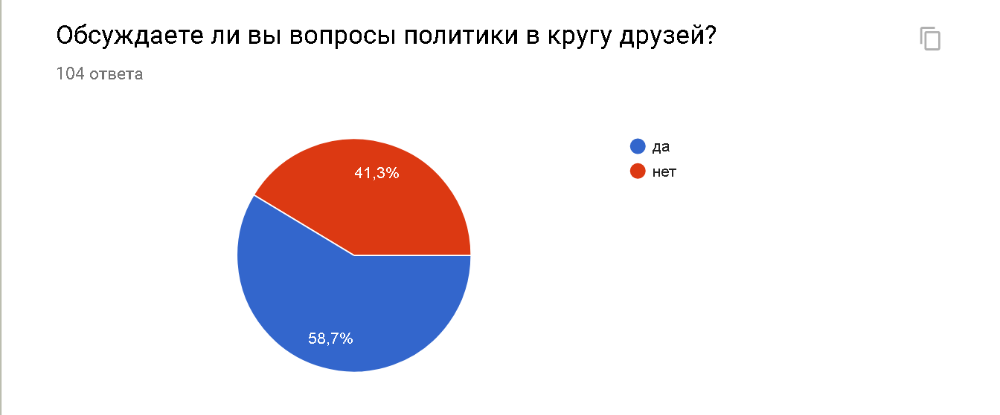 Обсуждаете ли вы вопросы политики в кругу друзей?
104 ответа
да
нет
41,3%
58,7%